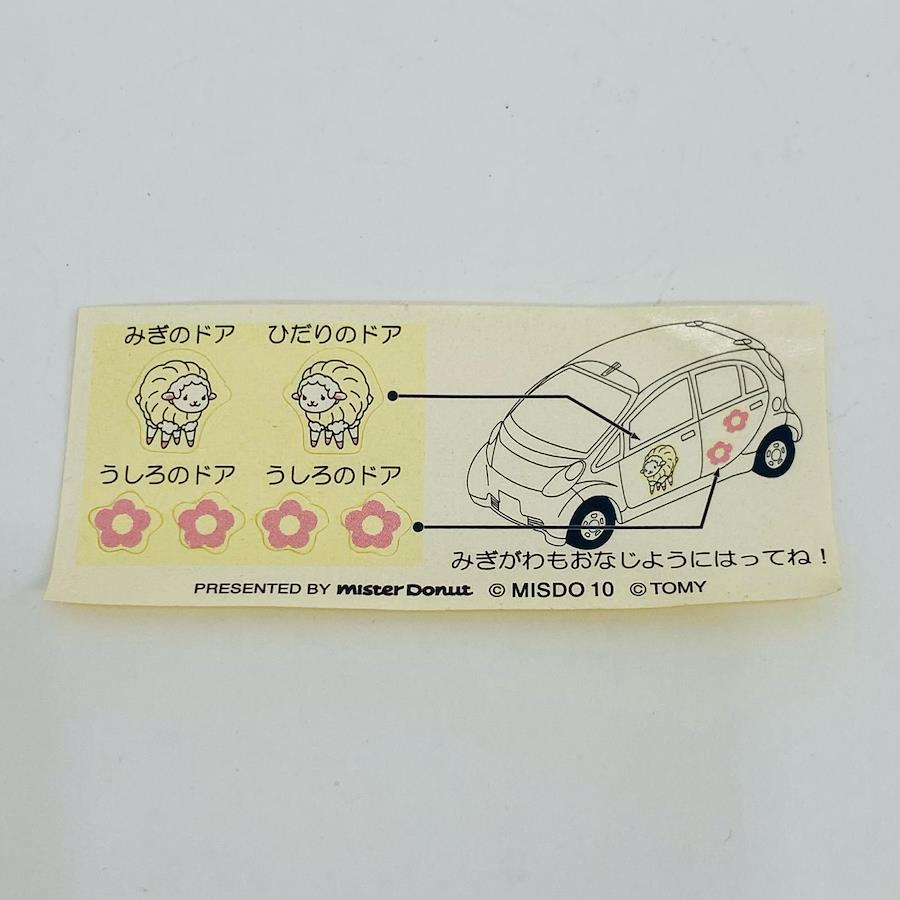 みぎのドア ひだりのドア
うしろのドア うしろのドア
みぎがわもおなじようにはってね!
PRESENTED BY mister Donut © MISDO 10 © TOMY